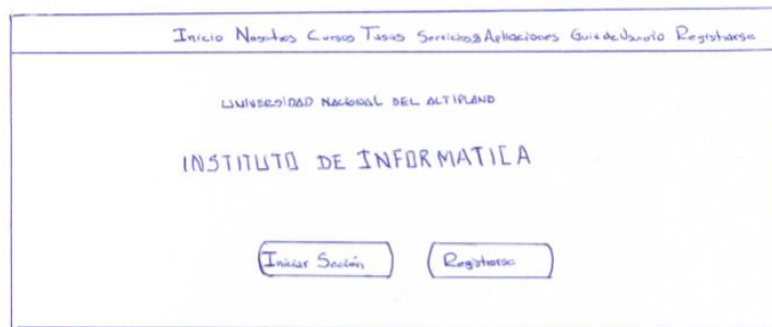 Inicio Nosotros Cursos Tasas Servicios&Aplicaciones Guia de Usuario Registrarse
UNIVERSIDAD NACIONAL DEL ALTIPLANO
INSTITUTO DE INFORMATICA
Iniciar Sección Registrarse